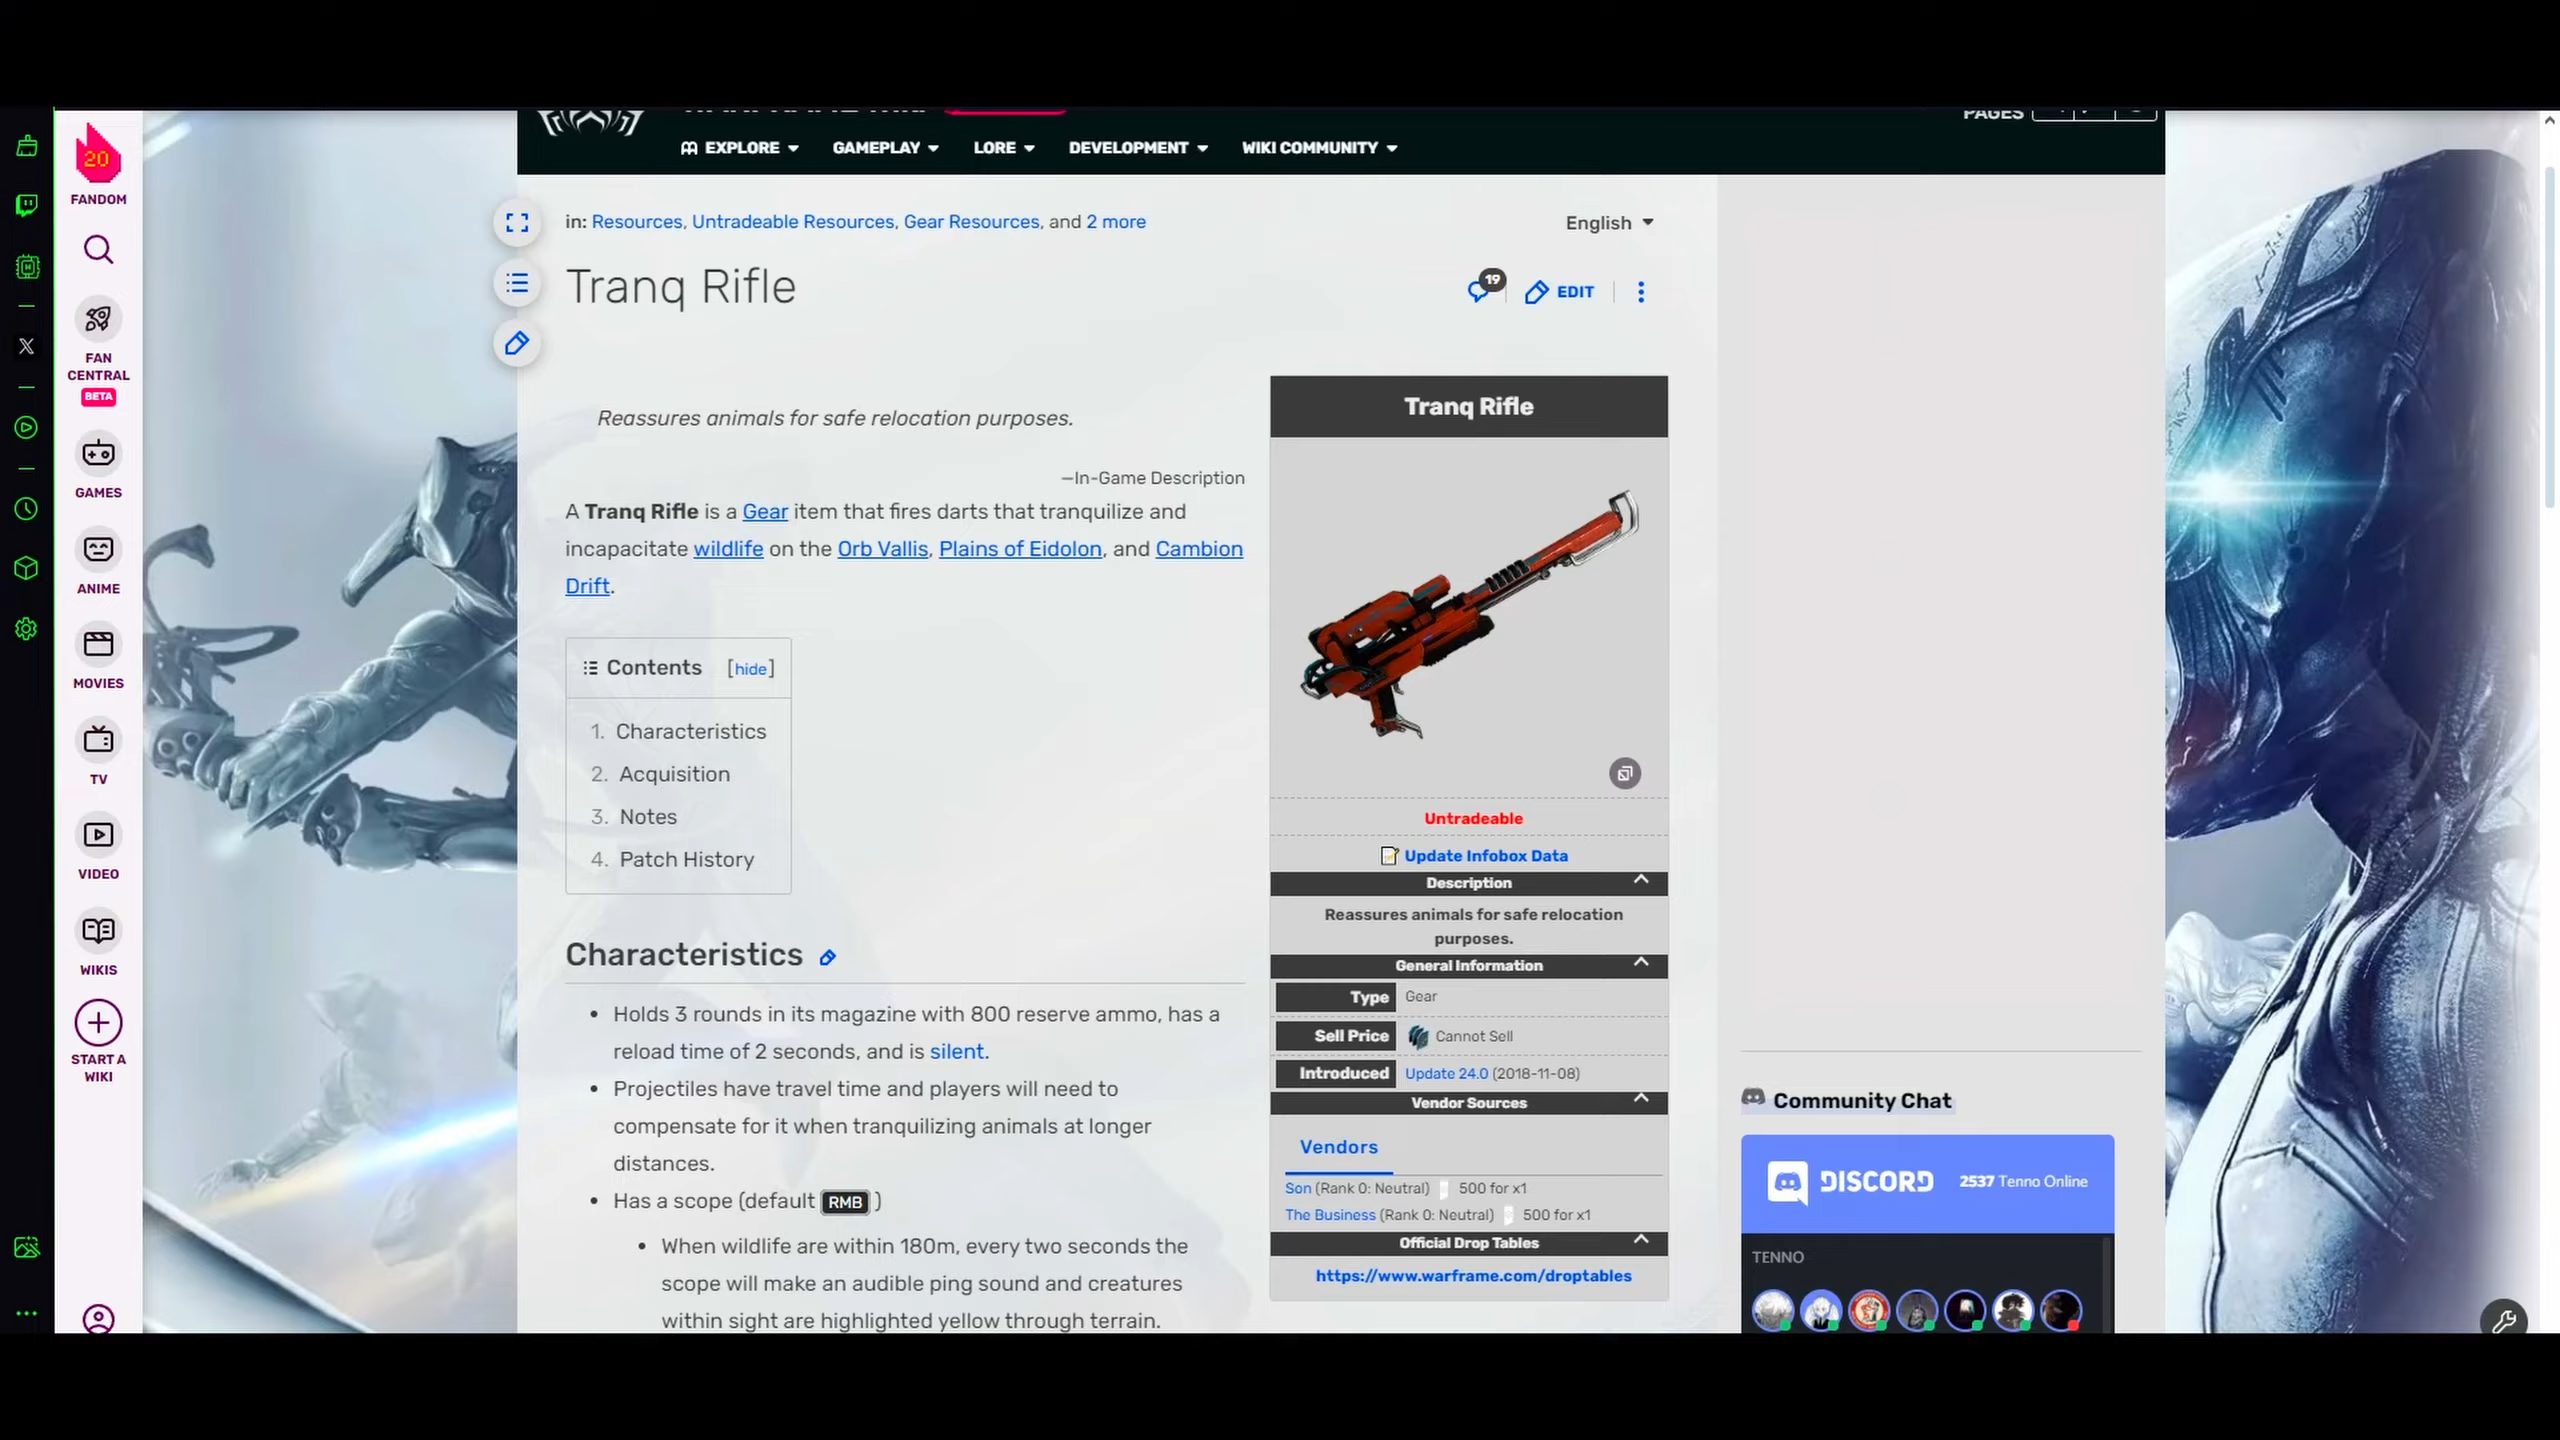 PAGES
EXPLORE
GAMEPLAY
LORE
DEVELOPMENT
WIKI COMMUNITY
20
FANDOM
FAN
CENTRAL
BETA
GAMES
ANIME
MOVIES
TV
VIDEO
WIKIS
START A
WIKI
in: Resources, Untradeable Resources, Gear Resources, and 2 more
English
Tranq Rifle
19
EDIT
Reassures animals for safe relocation purposes.
—In-Game Description
A Tranq Rifle is a Gear item that fires darts that tranquilize and
incapacitate wildlife on the Orb Vallis, Plains of Eidolon, and Cambion
Drift.
Contents [hide]
1. Characteristics
2. Acquisition
3. Notes
4. Patch History
Characteristics
• Holds 3 rounds in its magazine with 800 reserve ammo, has a
reload time of 2 seconds, and is silent.
• Projectiles have travel time and players will need to
compensate for it when tranquilizing animals at longer
distances.
• Has a scope (default RMB )
• When wildlife are within 180m, every two seconds the
scope will make an audible ping sound and creatures
within sight are highlighted yellow through terrain.
Tranq Rifle
Untradeable
Update Infobox Data
Description
Reassures animals for safe relocation
purposes.
General Information
Type Gear
Sell Price Cannot Sell
Introduced Update 24.0 (2018-11-08)
Vendor Sources
Vendors
Son (Rank 0: Neutral) 500 for x1
The Business (Rank 0: Neutral) 500 for x1
Official Drop Tables
https://www.warframe.com/droptables
Community Chat
DISCORD 2537 Tenno Online
TENNO